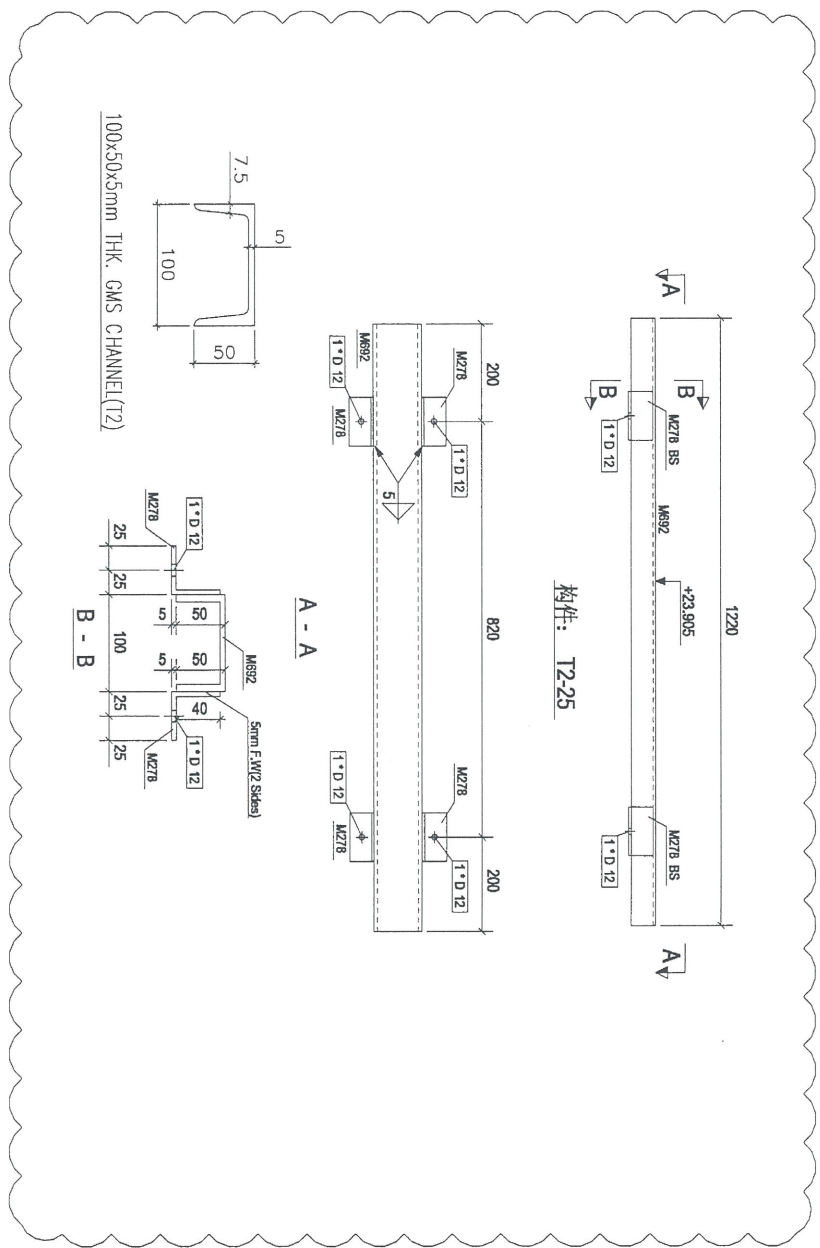 1220
A
A
B
B
M278 BS
M278 BS
+23.905
M692
1*D 12
1*D 12
构件: T2-25
200
820
200
M278
M278
1*D 12
1*D 12
5
M692
1*D 12
M278
1*D 12
M278
A - A
5
7.5
50
100
100x50x5mm THK. GMS CHANNEL(T2)
M692
5mm F.W(2 Sides)
50
50
40
5
5
1*D 12
1*D 12
M278
M278
25
25
100
25
25
B - B